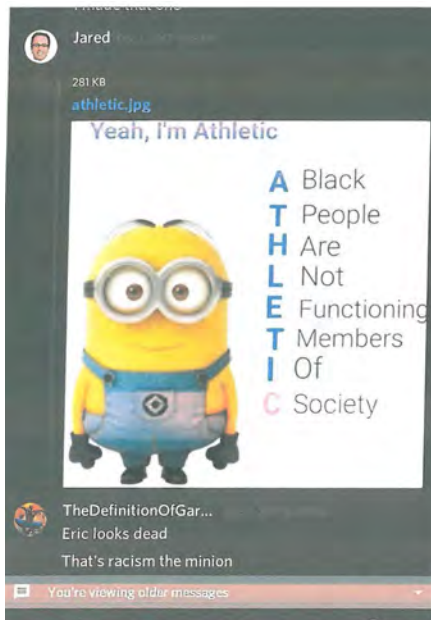 Jared
281 KB
athletic.jpg
Yeah, I'm Athletic
A Black
T People
H Are
L Not
E Functioning
T Members
I Of
C Society
TheDefinitionOfGar...
Eric looks dead
That's racism the minion
You're viewing older messages